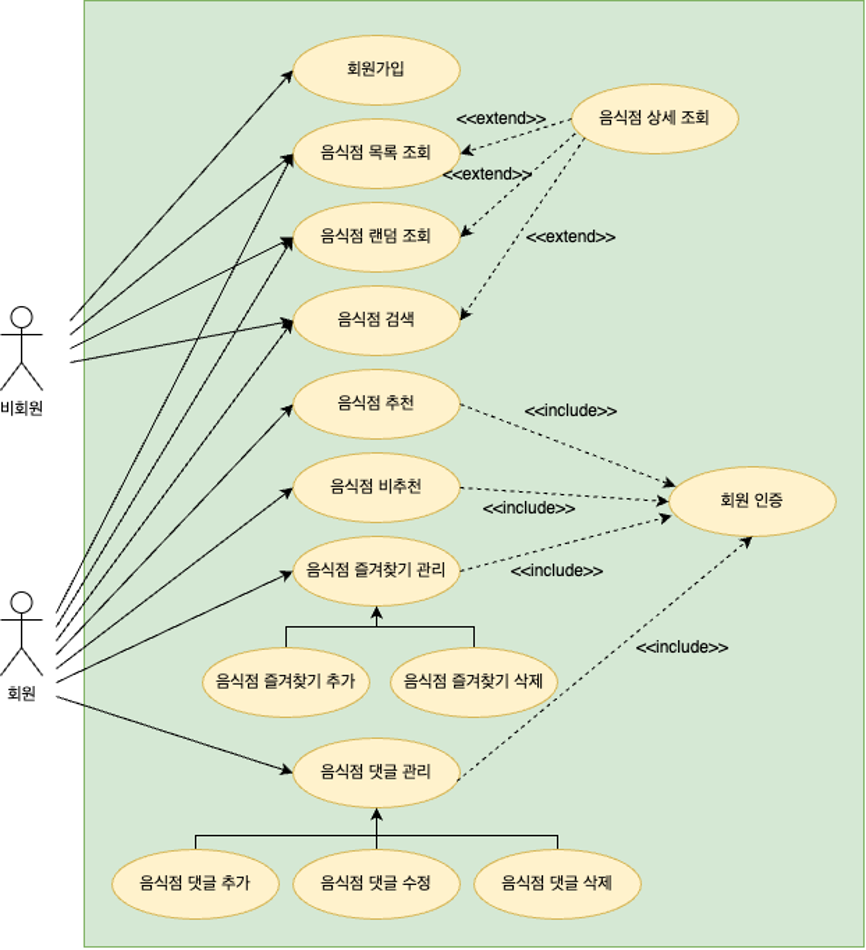 회원가입
<<extend>>
음식점 상세 조회
음식점 목록 조회
<<extend>>
음식점 랜덤 조회
<<extend>>
음식점 검색
비회원
음식점 추천
<<include>>
음식점 비추천
회원 인증
<<include>>
음식점 즐겨찾기 관리
<<include>>
<<include>>
음식점 즐겨찾기 추가
음식점 즐겨찾기 삭제
회원
음식점 댓글 관리
음식점 댓글 추가
음식점 댓글 수정
음식점 댓글 삭제